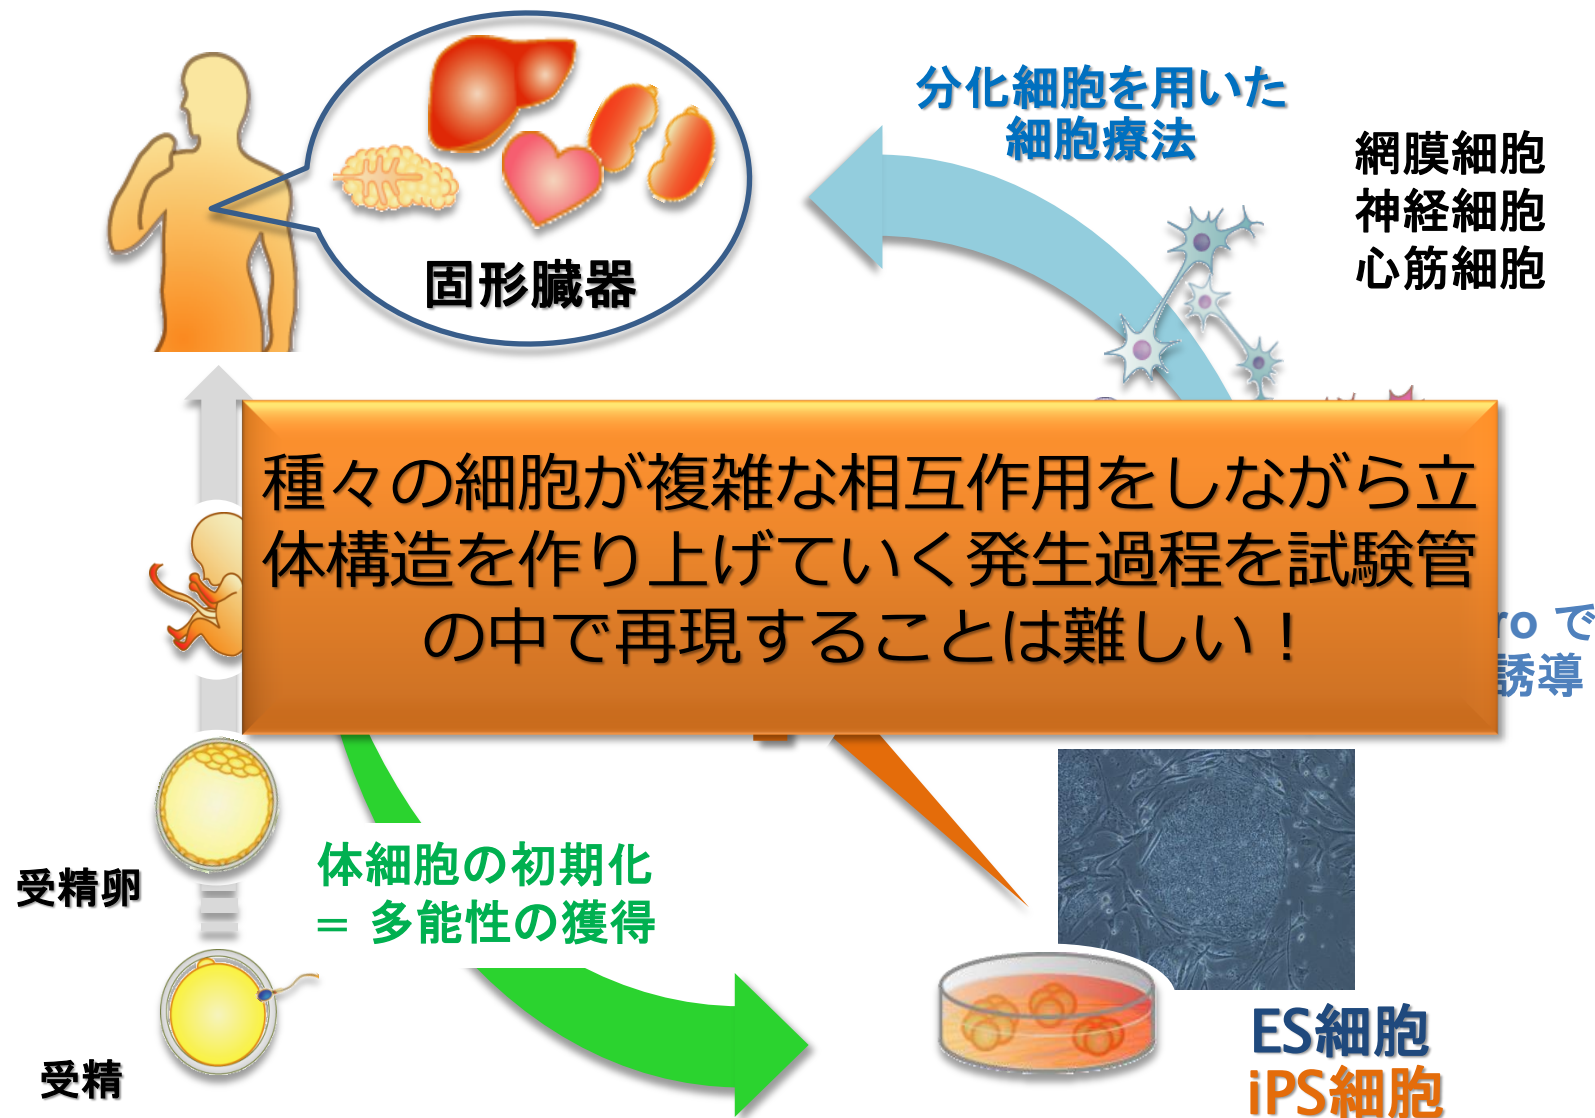 分化細胞を用いた
細胞療法
網膜細胞
神経細胞
心筋細胞
固形臓器
種々の細胞が複雑な相互作用をしながら立
体構造を作り上げていく発生過程を試験管
の中で再現することは難しい！
ro で
誘導
体細胞の初期化
= 多能性の獲得
受精卵
受精
ES細胞
iPS細胞